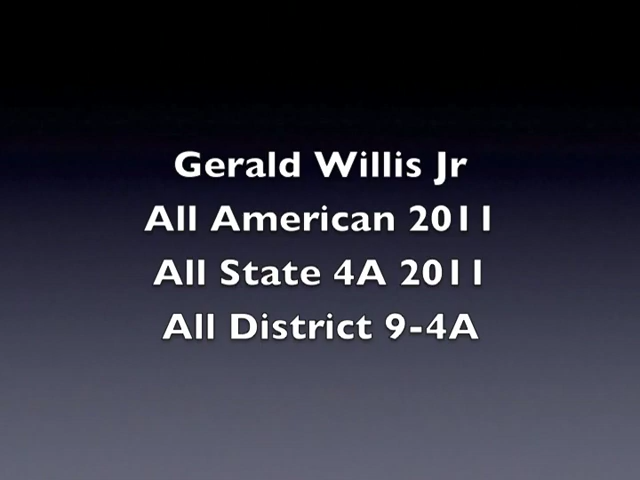 Gerald Willis Jr
All American 2011
All State 4A 2011
All District 9-4A